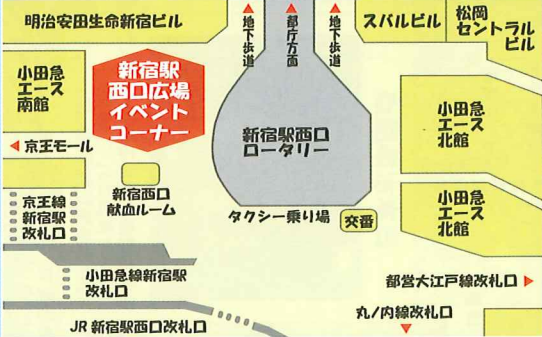 明治安田生命新宿ビル
地下歩道
都庁方面
地下歩道
スバルビル
松岡
セントラル
ビル
小田急
エース
南館
新宿駅
西口広場
イベント
コーナー
新宿駅西口
ロータリー
小田急
エース
北館
京王モール
新宿西口
献血ルーム
京王線
新宿駅
改札口
タクシー乗り場
交番
小田急
エース
北館
小田急線新宿駅
改札口
都営大江戸線改札口
丸ノ内線改札口
JR新宿駅西口改札口